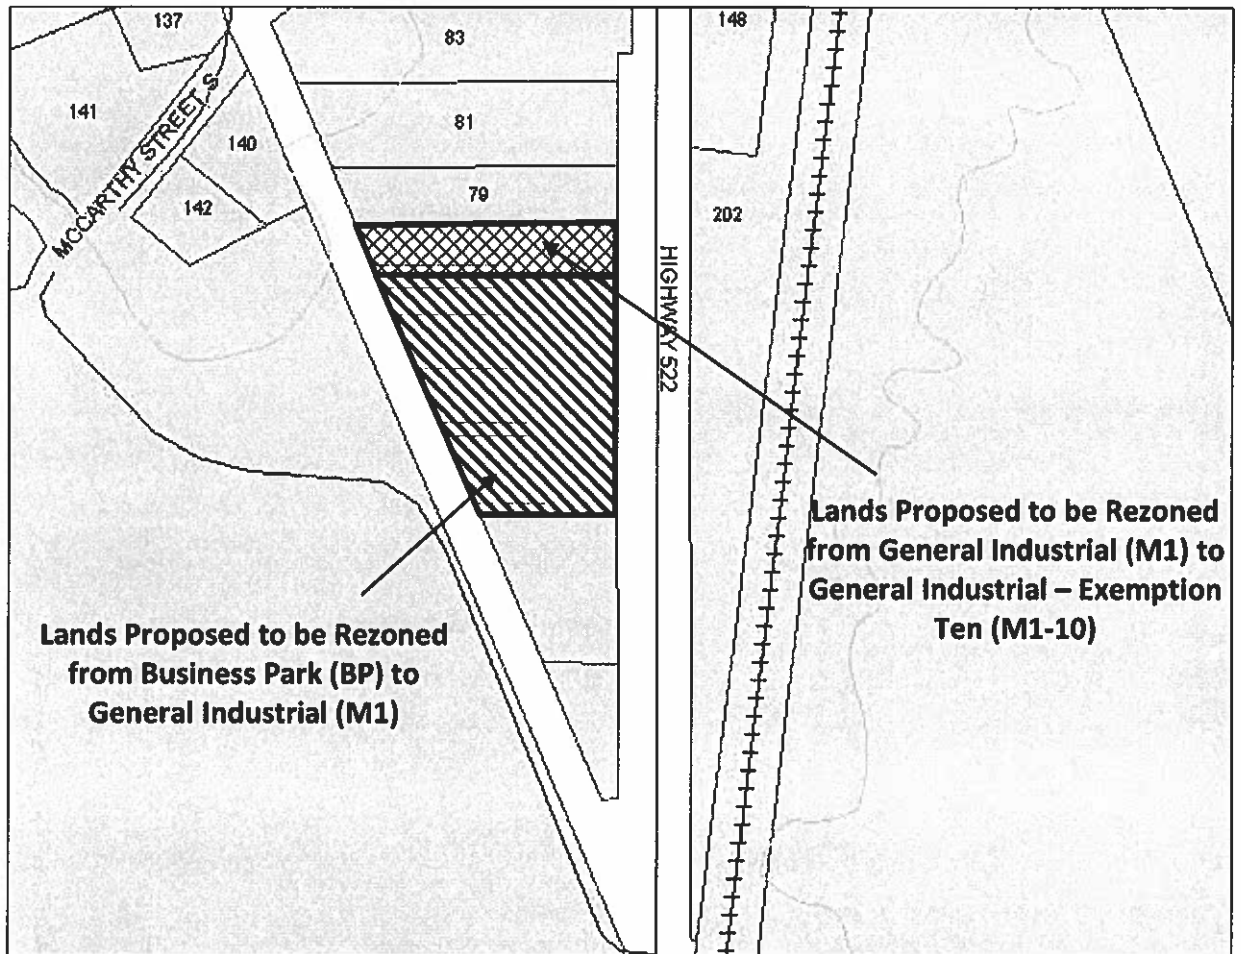 137
83
148
141
81
140
MCCARTHY STREET S
79
142
202
HIGHWAY 522
Lands Proposed to be Rezoned
from General Industrial (M1) to
General Industrial – Exemption
Ten (M1-10)
Lands Proposed to be Rezoned
from Business Park (BP) to
General Industrial (M1)